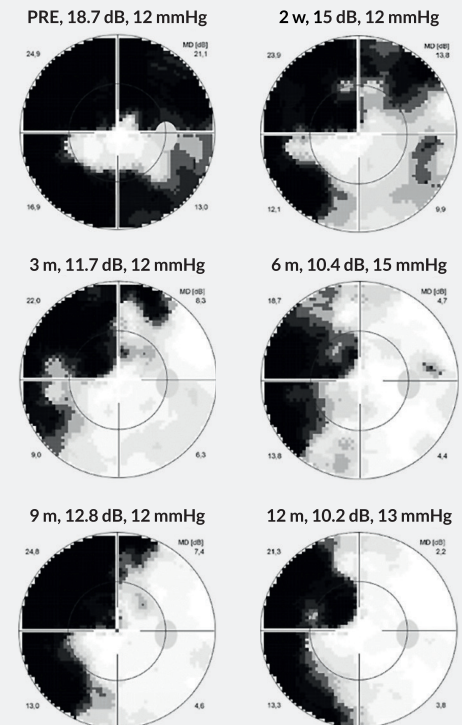 PRE, 18.7 dB, 12 mmHg
MD [dB]
24,9 21,1
16,9 13,0
2 w, 15 dB, 12 mmHg
MD [dB]
23,9 13,8
12,1 9,9
3 m, 11.7 dB, 12 mmHg
MD [dB]
22,0 6,3
9,0 6,3
6 m, 10.4 dB, 15 mmHg
MD [dB]
18,7 4,7
13,8 4,4
9 m, 12.8 dB, 12 mmHg
MD [dB]
24,8 7,4
13,0 4,6
12 m, 10.2 dB, 13 mmHg
MD [dB]
21,3 2,2
13,3 3,8